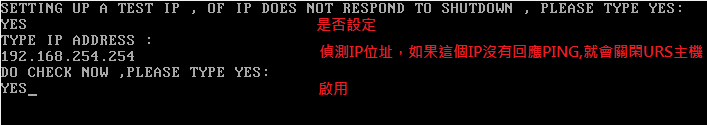 SETTING UP A TEST IP , OF IP DOES NOT RESPOND TO SHUTDOWN , PLEASE TYPE YES:
YES 是否設定
TYPE IP ADDRESS :
192.168.254.254 偵測IP位址，如果這個IP沒有回應PING,就會關閉URS主機
DO CHECK NOW ,PLEASE TYPE YES:
YES_ 啟用